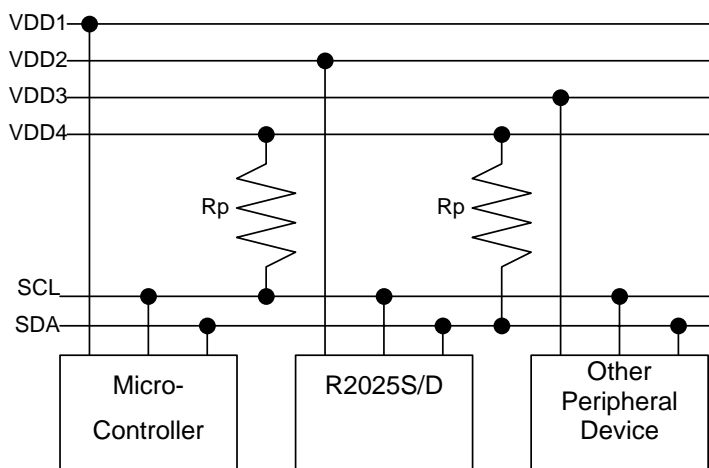 VDD1
VDD2
VDD3
VDD4
Rp
Rp
SCL
SDA
Micro-
Controller
R2025S/D
Other
Peripheral
Device